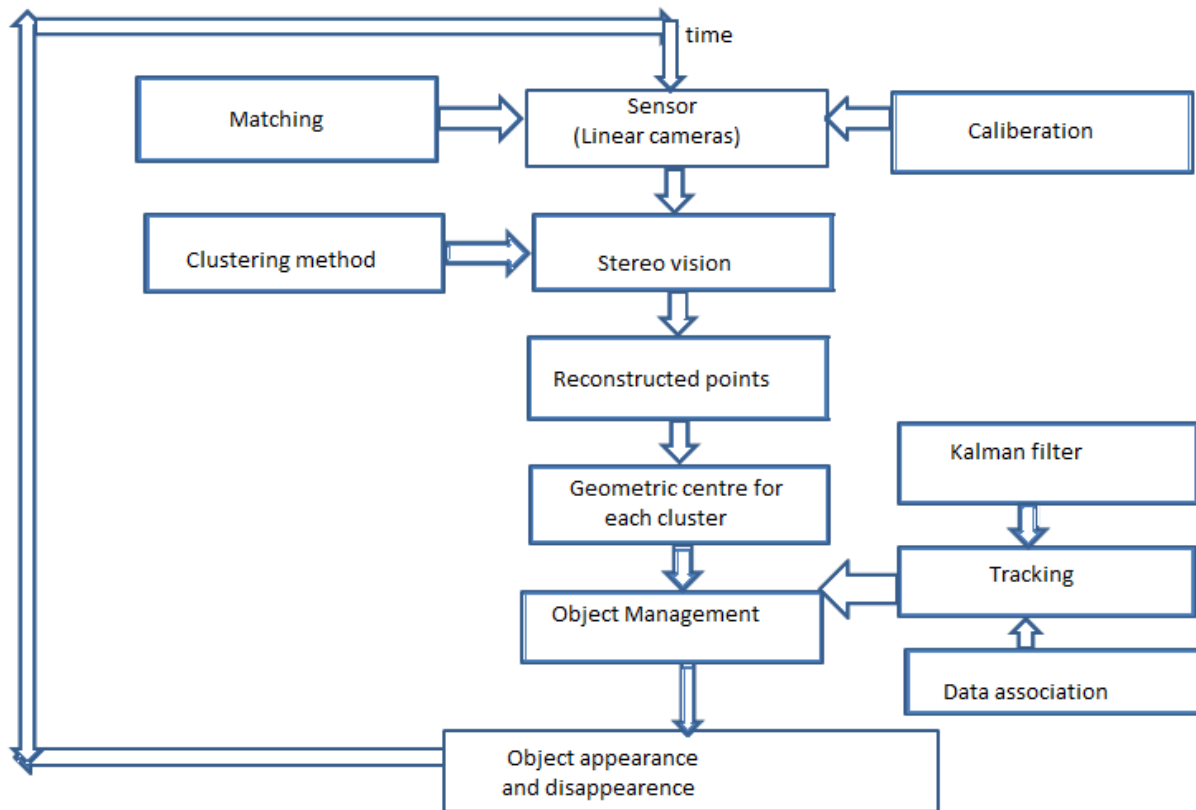 time
Matching
Sensor
(Linear cameras)
Caliberation
Clustering method
Stereo vision
Reconstructed points
Kalman filter
Geometric centre for
each cluster
Tracking
Object Management
Data association
Object appearance
and disappearence